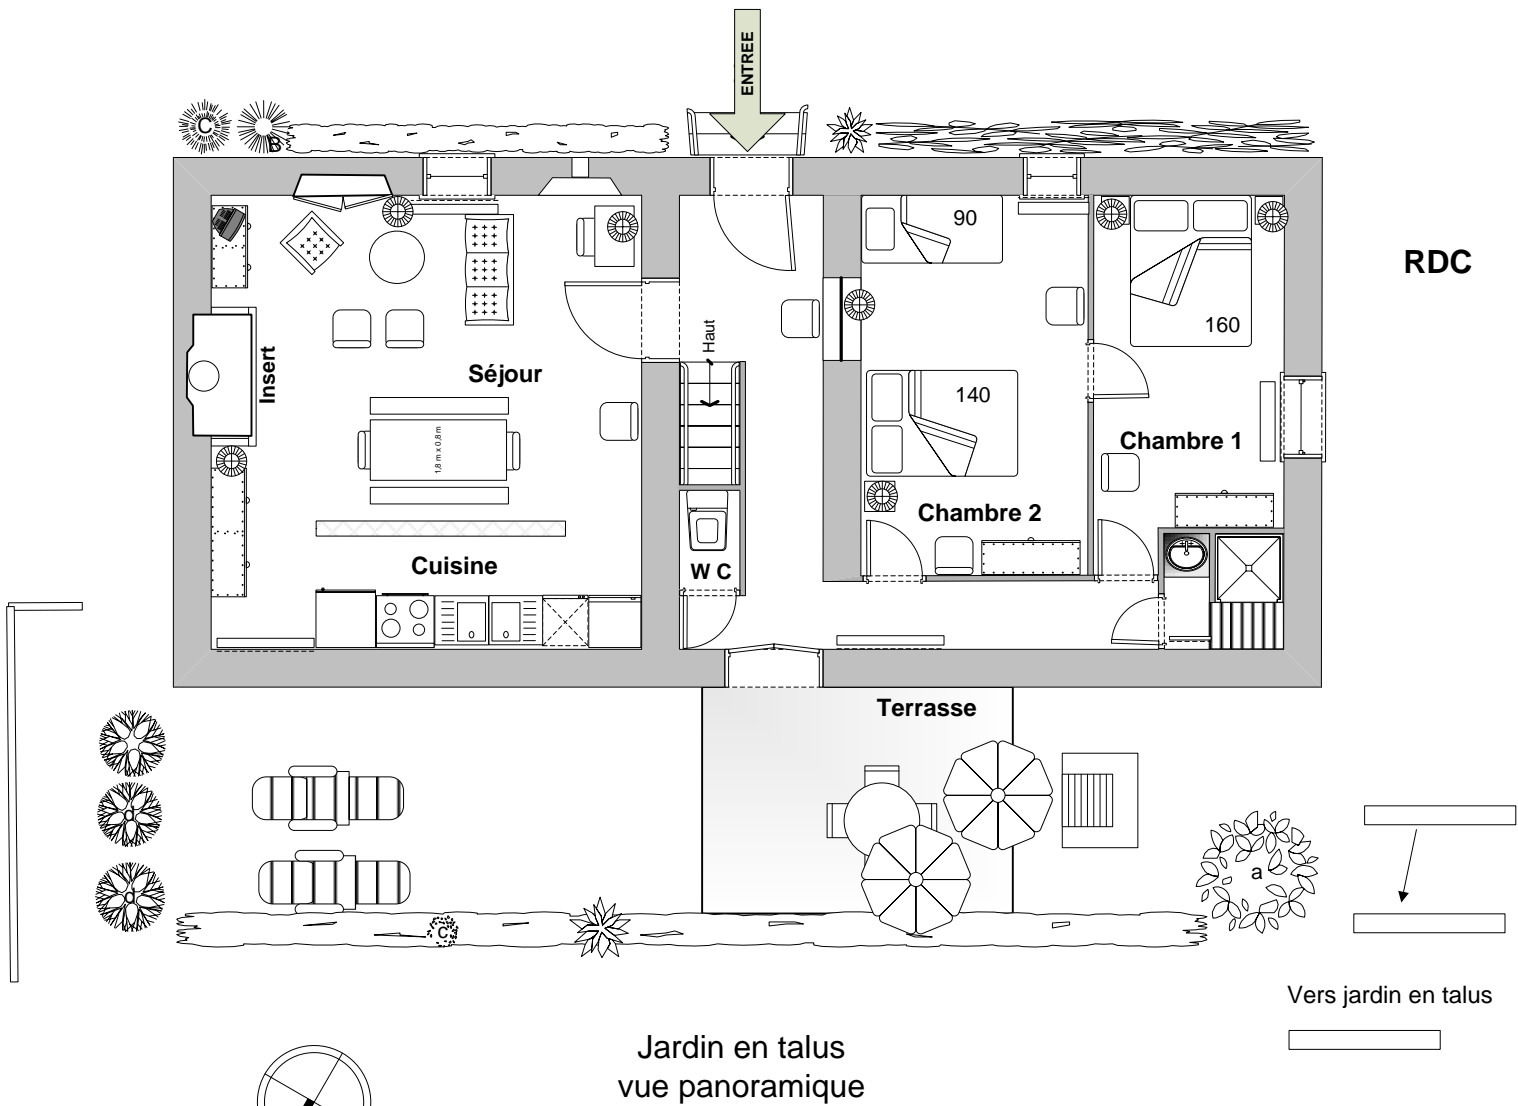 ENTREE
C
B
90
RDC
160
Haut
Insert
Séjour
140
1,8 m x 0,8 m
Chambre 1
Chambre 2
Cuisine
W C
Terrasse
a
C
Vers jardin en talus
Jardin en talus
vue panoramique